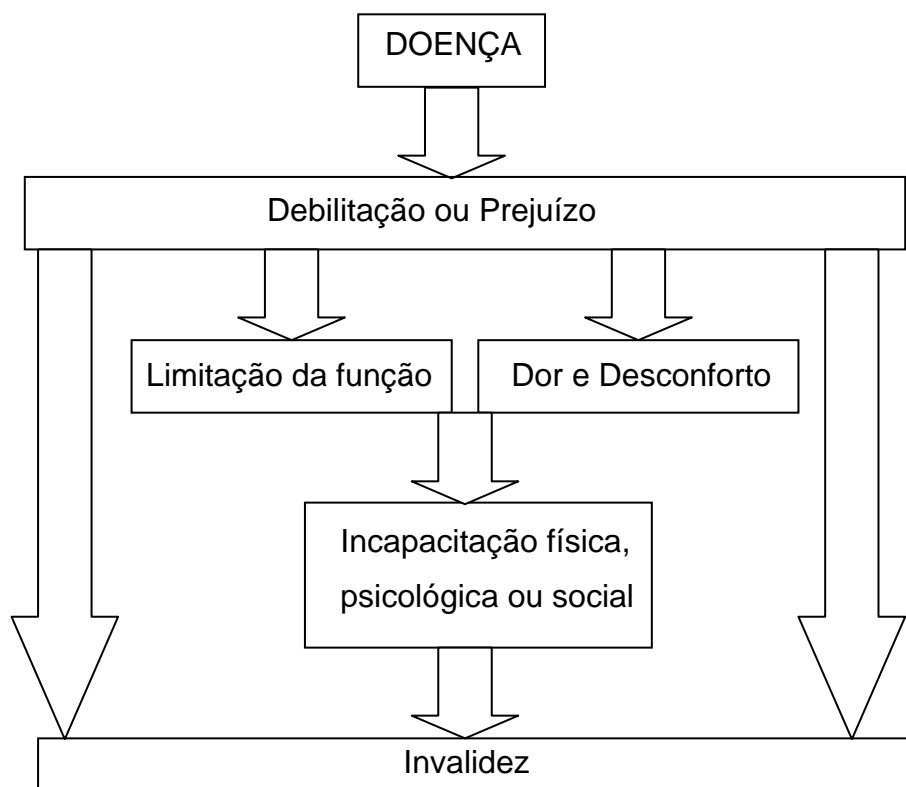 DOENÇA
Debilitação ou Prejuízo
Limitação da função
Dor e Desconforto
Incapacitação física,
psicológica ou social
Invalidez